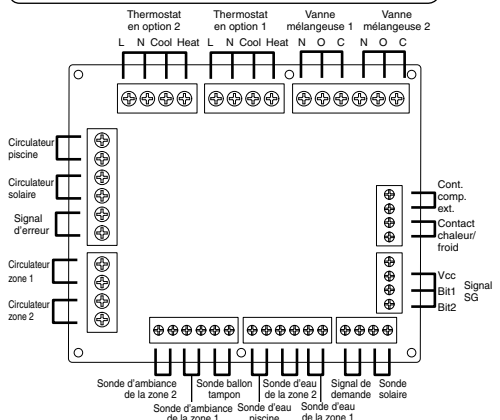 Thermostat
en option 2
Thermostat
en option 1
Vanne
mélangeuse 1
Vanne
mélangeuse 2
L N Cool Heat
L N Cool Heat
N O C
N O C
Circulateur
piscine
Circulateur
solaire
Signal
d'erreur
Circulateur
zone 1
Circulateur
zone 2
Cont.
comp.
ext.
Contact
chaleur/
froid
Vcc
Bit1
Bit2
Signal
SG
Sonde d'ambiance
de la zone 2
Sonde d'ambiance
de la zone 1
Sonde ballon
tampon
Sonde d'eau
piscine
Sonde d'eau
de la zone 2
Sonde d'eau
de la zone 1
Signal de
demande
Sonde
solaire